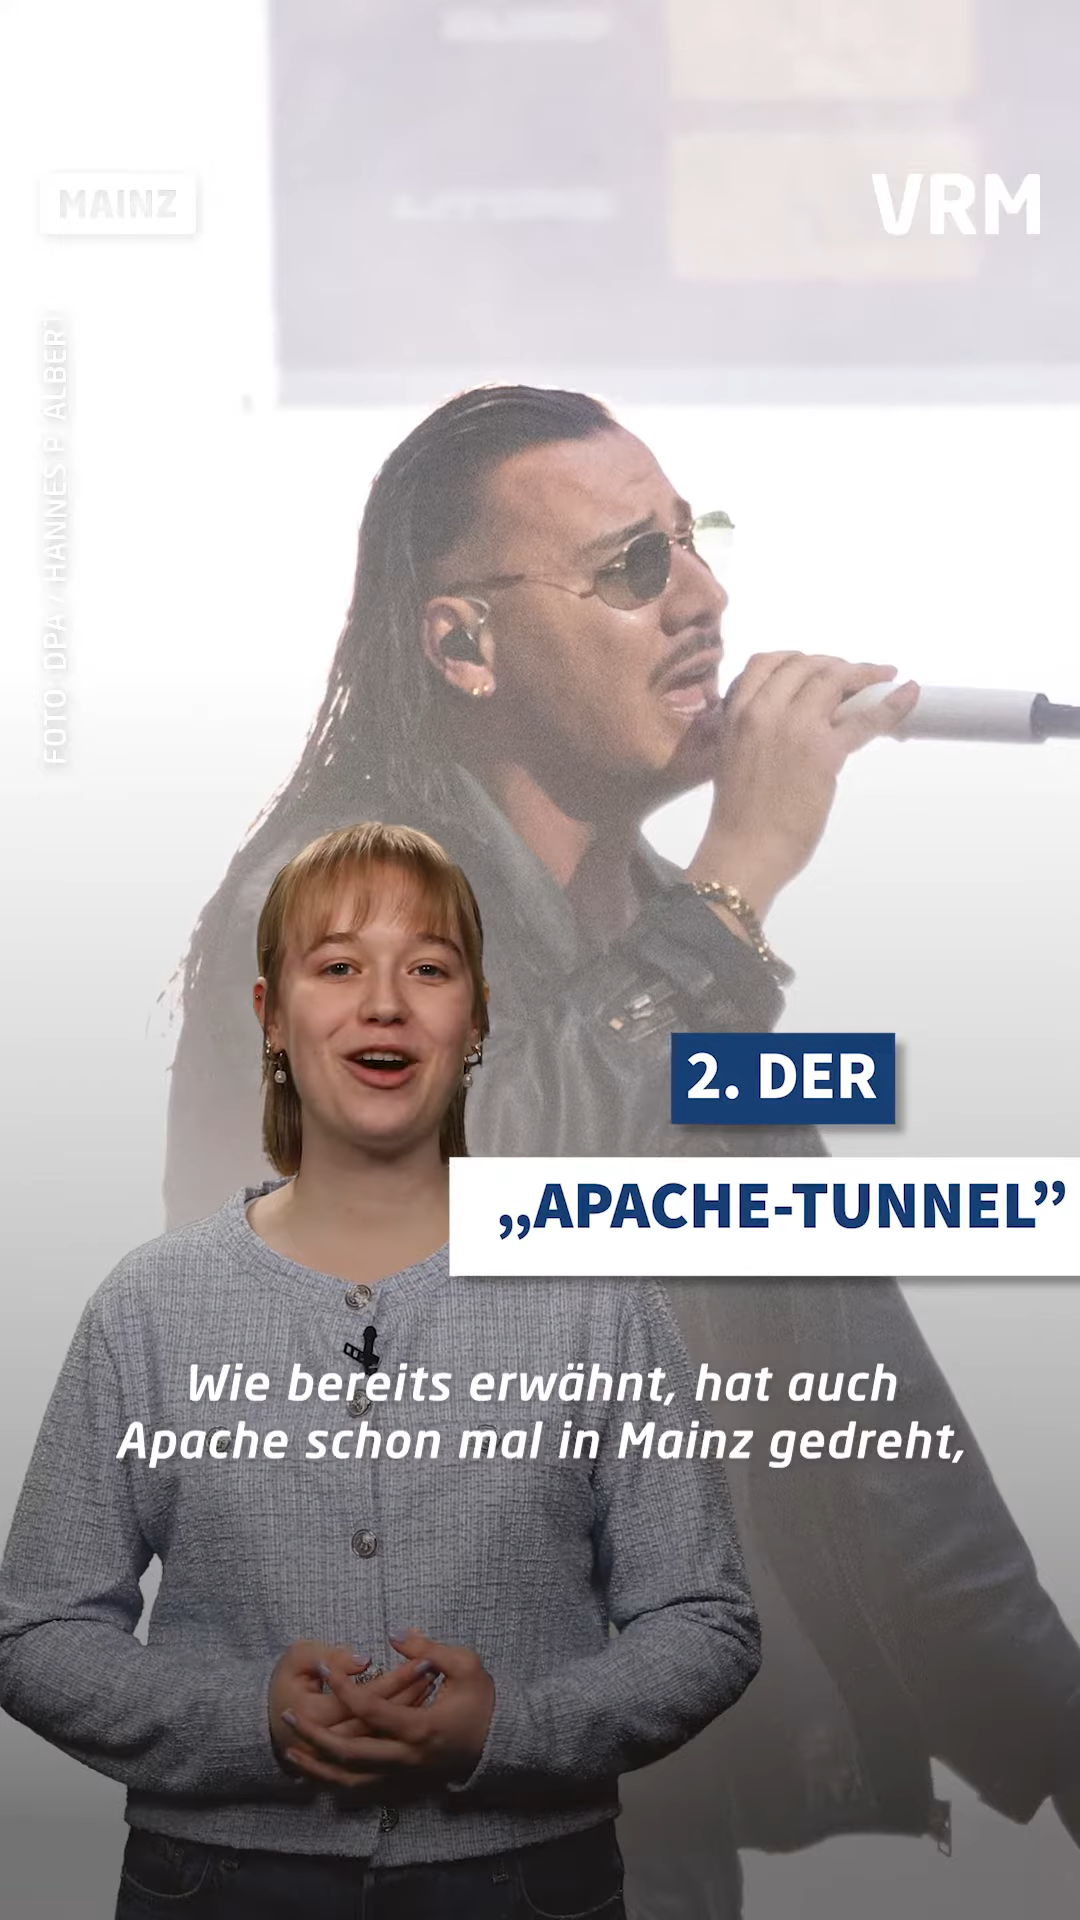 MAINZ
VRM
FOTO: DPA / HANNES P. ALBERT
2. DER
„APACHE-TUNNEL”
Wie bereits erwähnt, hat auch
Apache schon mal in Mainz gedreht,